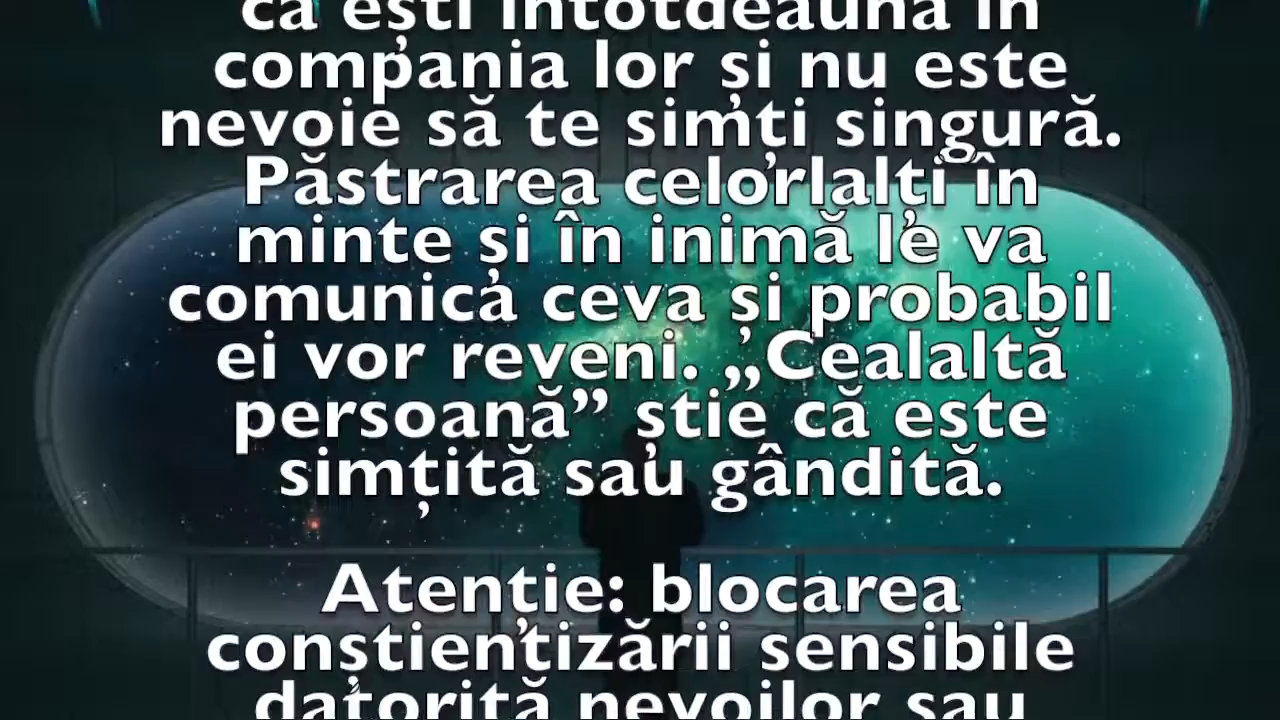 că ești întotdeauna în
compania lor și nu este
nevoie să te simți singură.
Păstrarea celorlalți în
minte și în inimă le va
comunica ceva și probabil
ei vor reveni. „Cealaltă
persoană” știe că este
simțită sau gândită.
Atenție: blocarea
conștientizării sensibile
datorită nevoilor sau